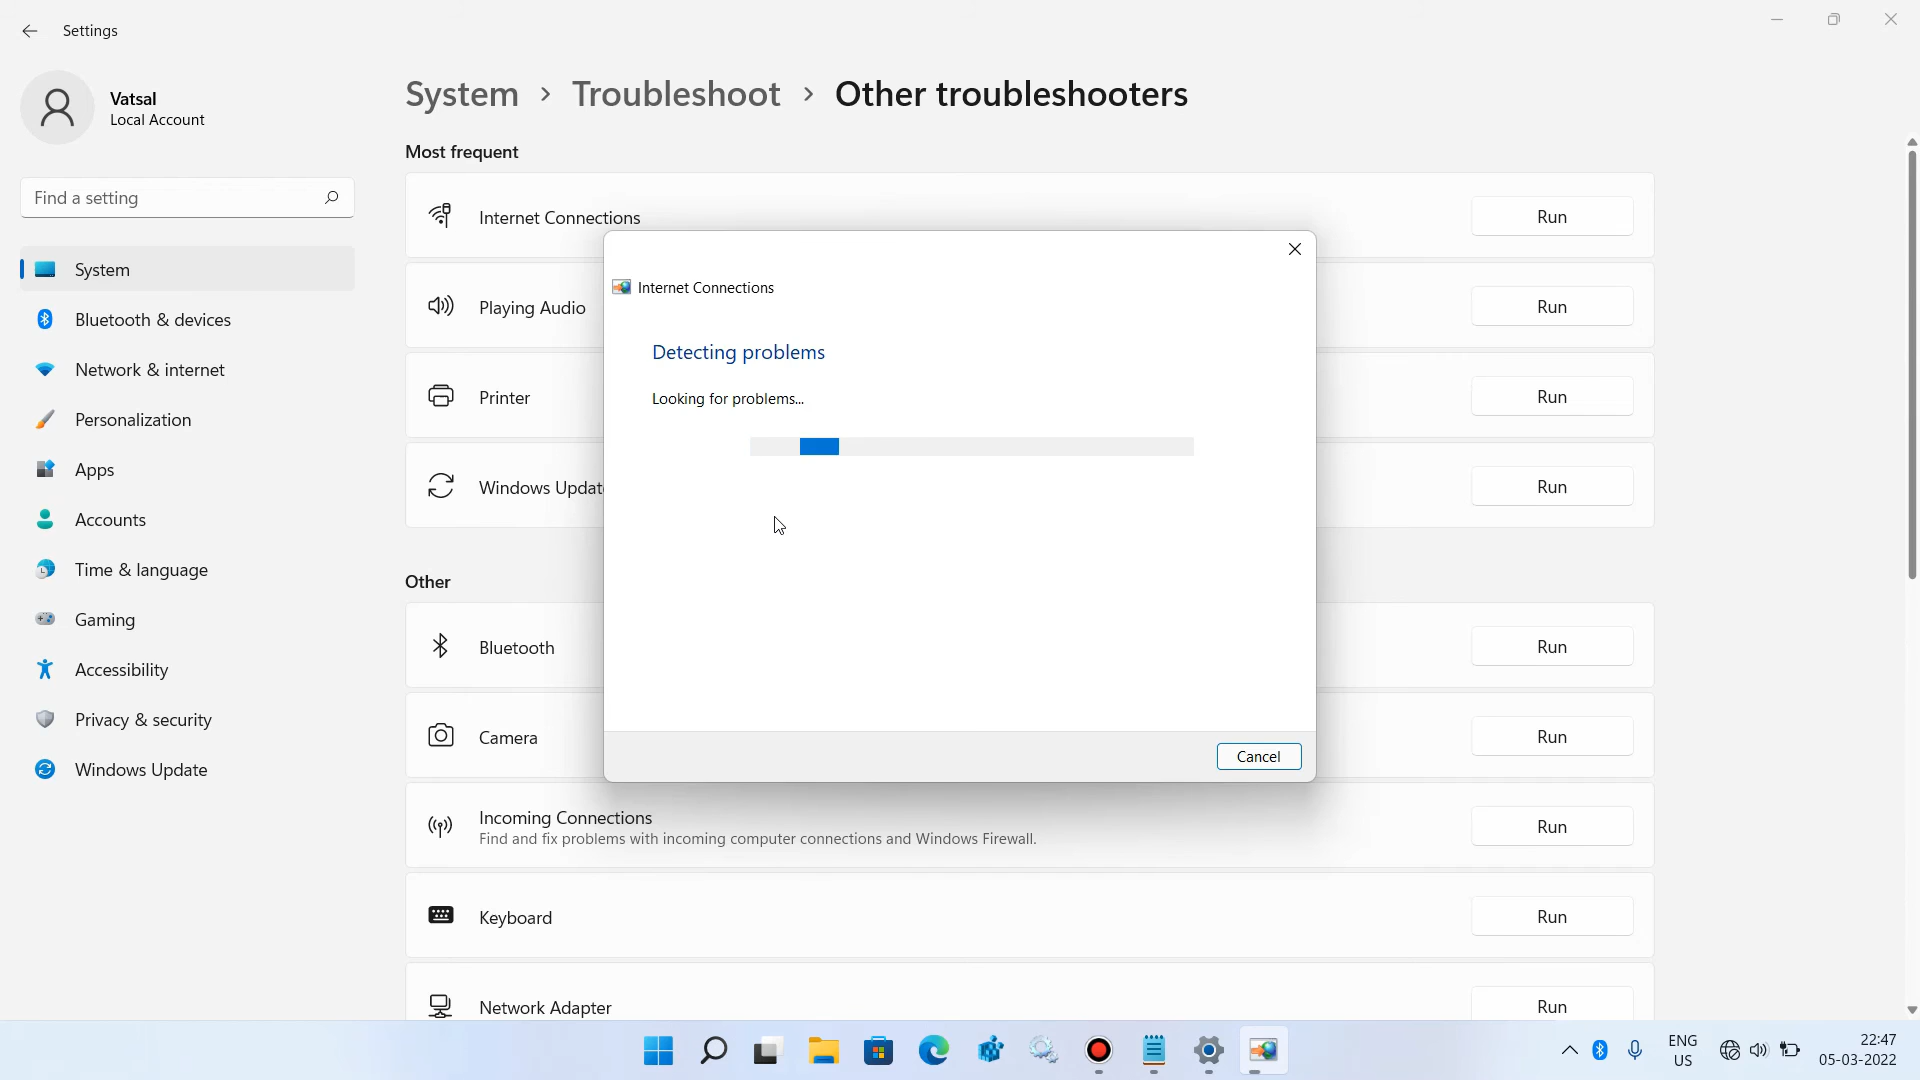 Settings
Vatsal
Local Account
Find a setting
System
Bluetooth & devices
Network & internet
Personalization
Apps
Accounts
Time & language
Gaming
Accessibility
Privacy & security
Windows Update
System > Troubleshoot > Other troubleshooters
Most frequent
Internet Connections
Run
Playing Audio
Run
Printer
Run
Windows Updat
Run
Other
Bluetooth
Run
Camera
Run
Incoming Connections
Find and fix problems with incoming computer connections and Windows Firewall.
Run
Keyboard
Run
Network Adapter
Run
Internet Connections
Detecting problems
Looking for problems...
Cancel
ENG
US
22:47
05-03-2022